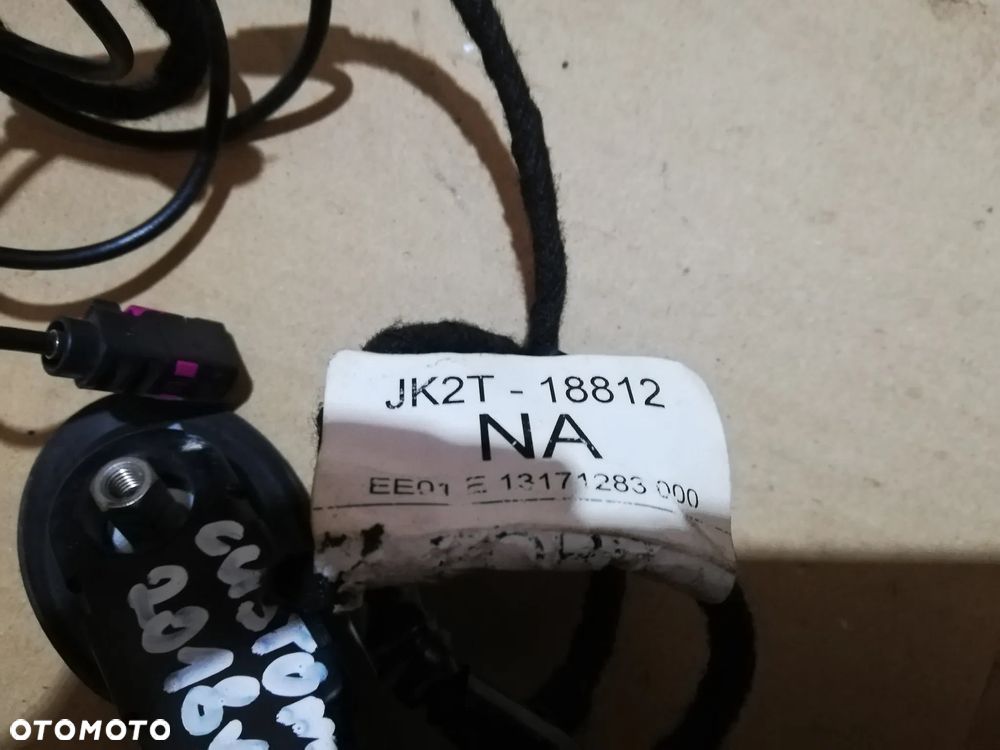 JK2T - 18812
NA
EE01 E 13171283 000
CUSTOM
2018
OTOMOTO